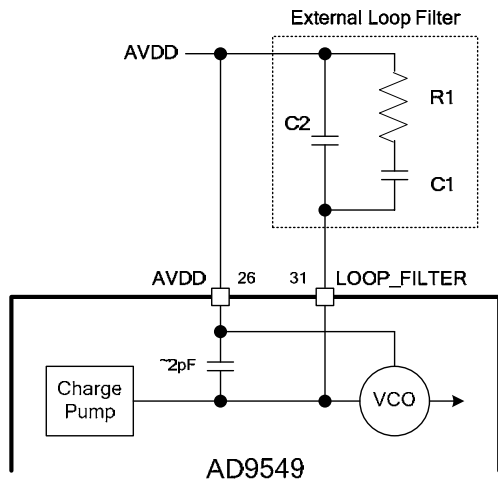 External Loop Filter
AVDD
R1
C2
C1
AVDD 26 31 LOOP_FILTER
~2pF
Charge
Pump
VCO
AD9549